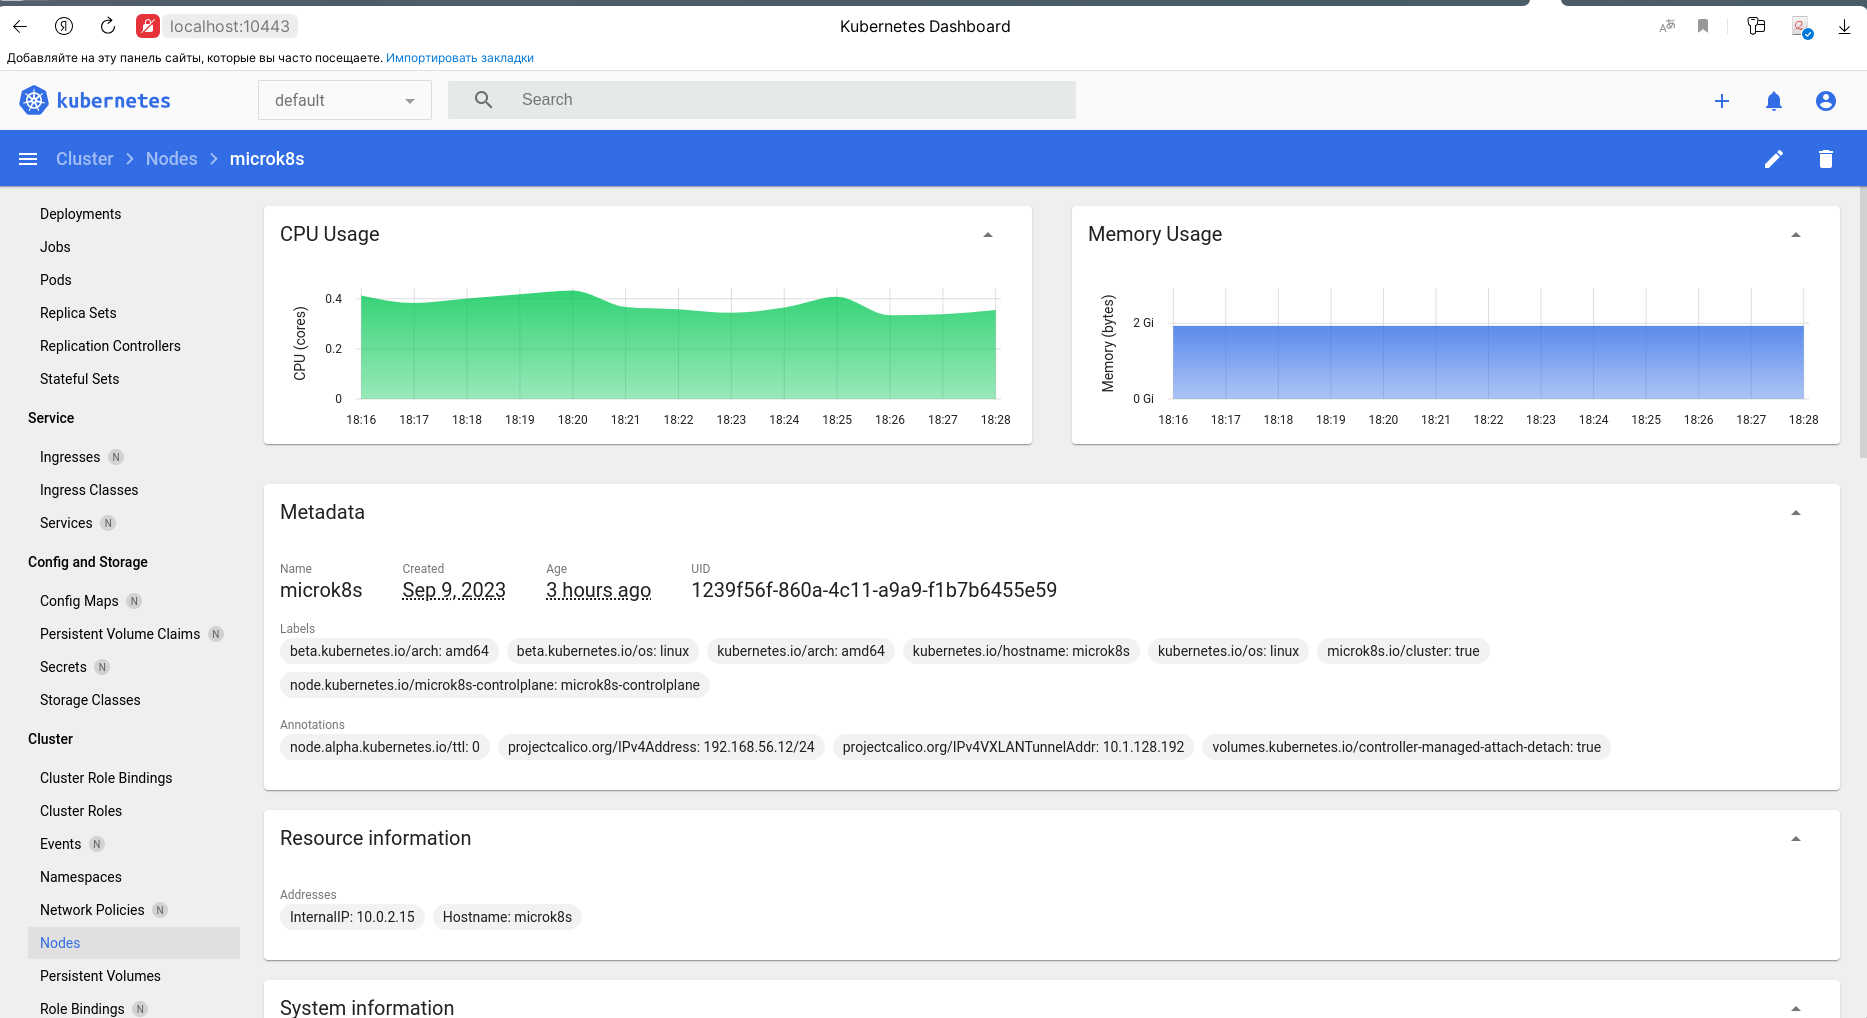 localhost:10443 Kubernetes Dashboard
Добавляйте на эту панель сайты, которые вы часто посещаете. Импортировать закладки
kubernetes default Search
Cluster > Nodes > microk8s
Deployments
Jobs
Pods
Replica Sets
Replication Controllers
Stateful Sets
Service
Ingresses N
Ingress Classes
Services N
Config and Storage
Config Maps N
Persistent Volume Claims N
Secrets N
Storage Classes
Cluster
Cluster Role Bindings
Cluster Roles
Events N
Namespaces
Network Policies N
Nodes
Persistent Volumes
Role Bindings N
CPU Usage
CPU (cores)
0.4
0.2
0
18:16 18:17 18:18 18:19 18:20 18:21 18:22 18:23 18:24 18:25 18:26 18:27 18:28
Memory Usage
Memory (bytes)
2 Gi
0 Gi
18:16 18:17 18:18 18:19 18:20 18:21 18:22 18:23 18:24 18:25 18:26 18:27 18:28
Metadata
Name Created Age UID
microk8s Sep 9, 2023 3 hours ago 1239f56f-860a-4c11-a9a9-f1b7b6455e59
Labels
beta.kubernetes.io/arch: amd64 beta.kubernetes.io/os: linux kubernetes.io/arch: amd64 kubernetes.io/hostname: microk8s kubernetes.io/os: linux microk8s.io/cluster: true
node.kubernetes.io/microk8s-controlplane: microk8s-controlplane
Annotations
node.alpha.kubernetes.io/ttl: 0 projectcalico.org/IPv4Address: 192.168.56.12/24 projectcalico.org/IPv4VXLANTunnelAddr: 10.1.128.192 volumes.kubernetes.io/controller-managed-attach-detach: true
Resource information
Addresses
InternalIP: 10.0.2.15 Hostname: microk8s
System information